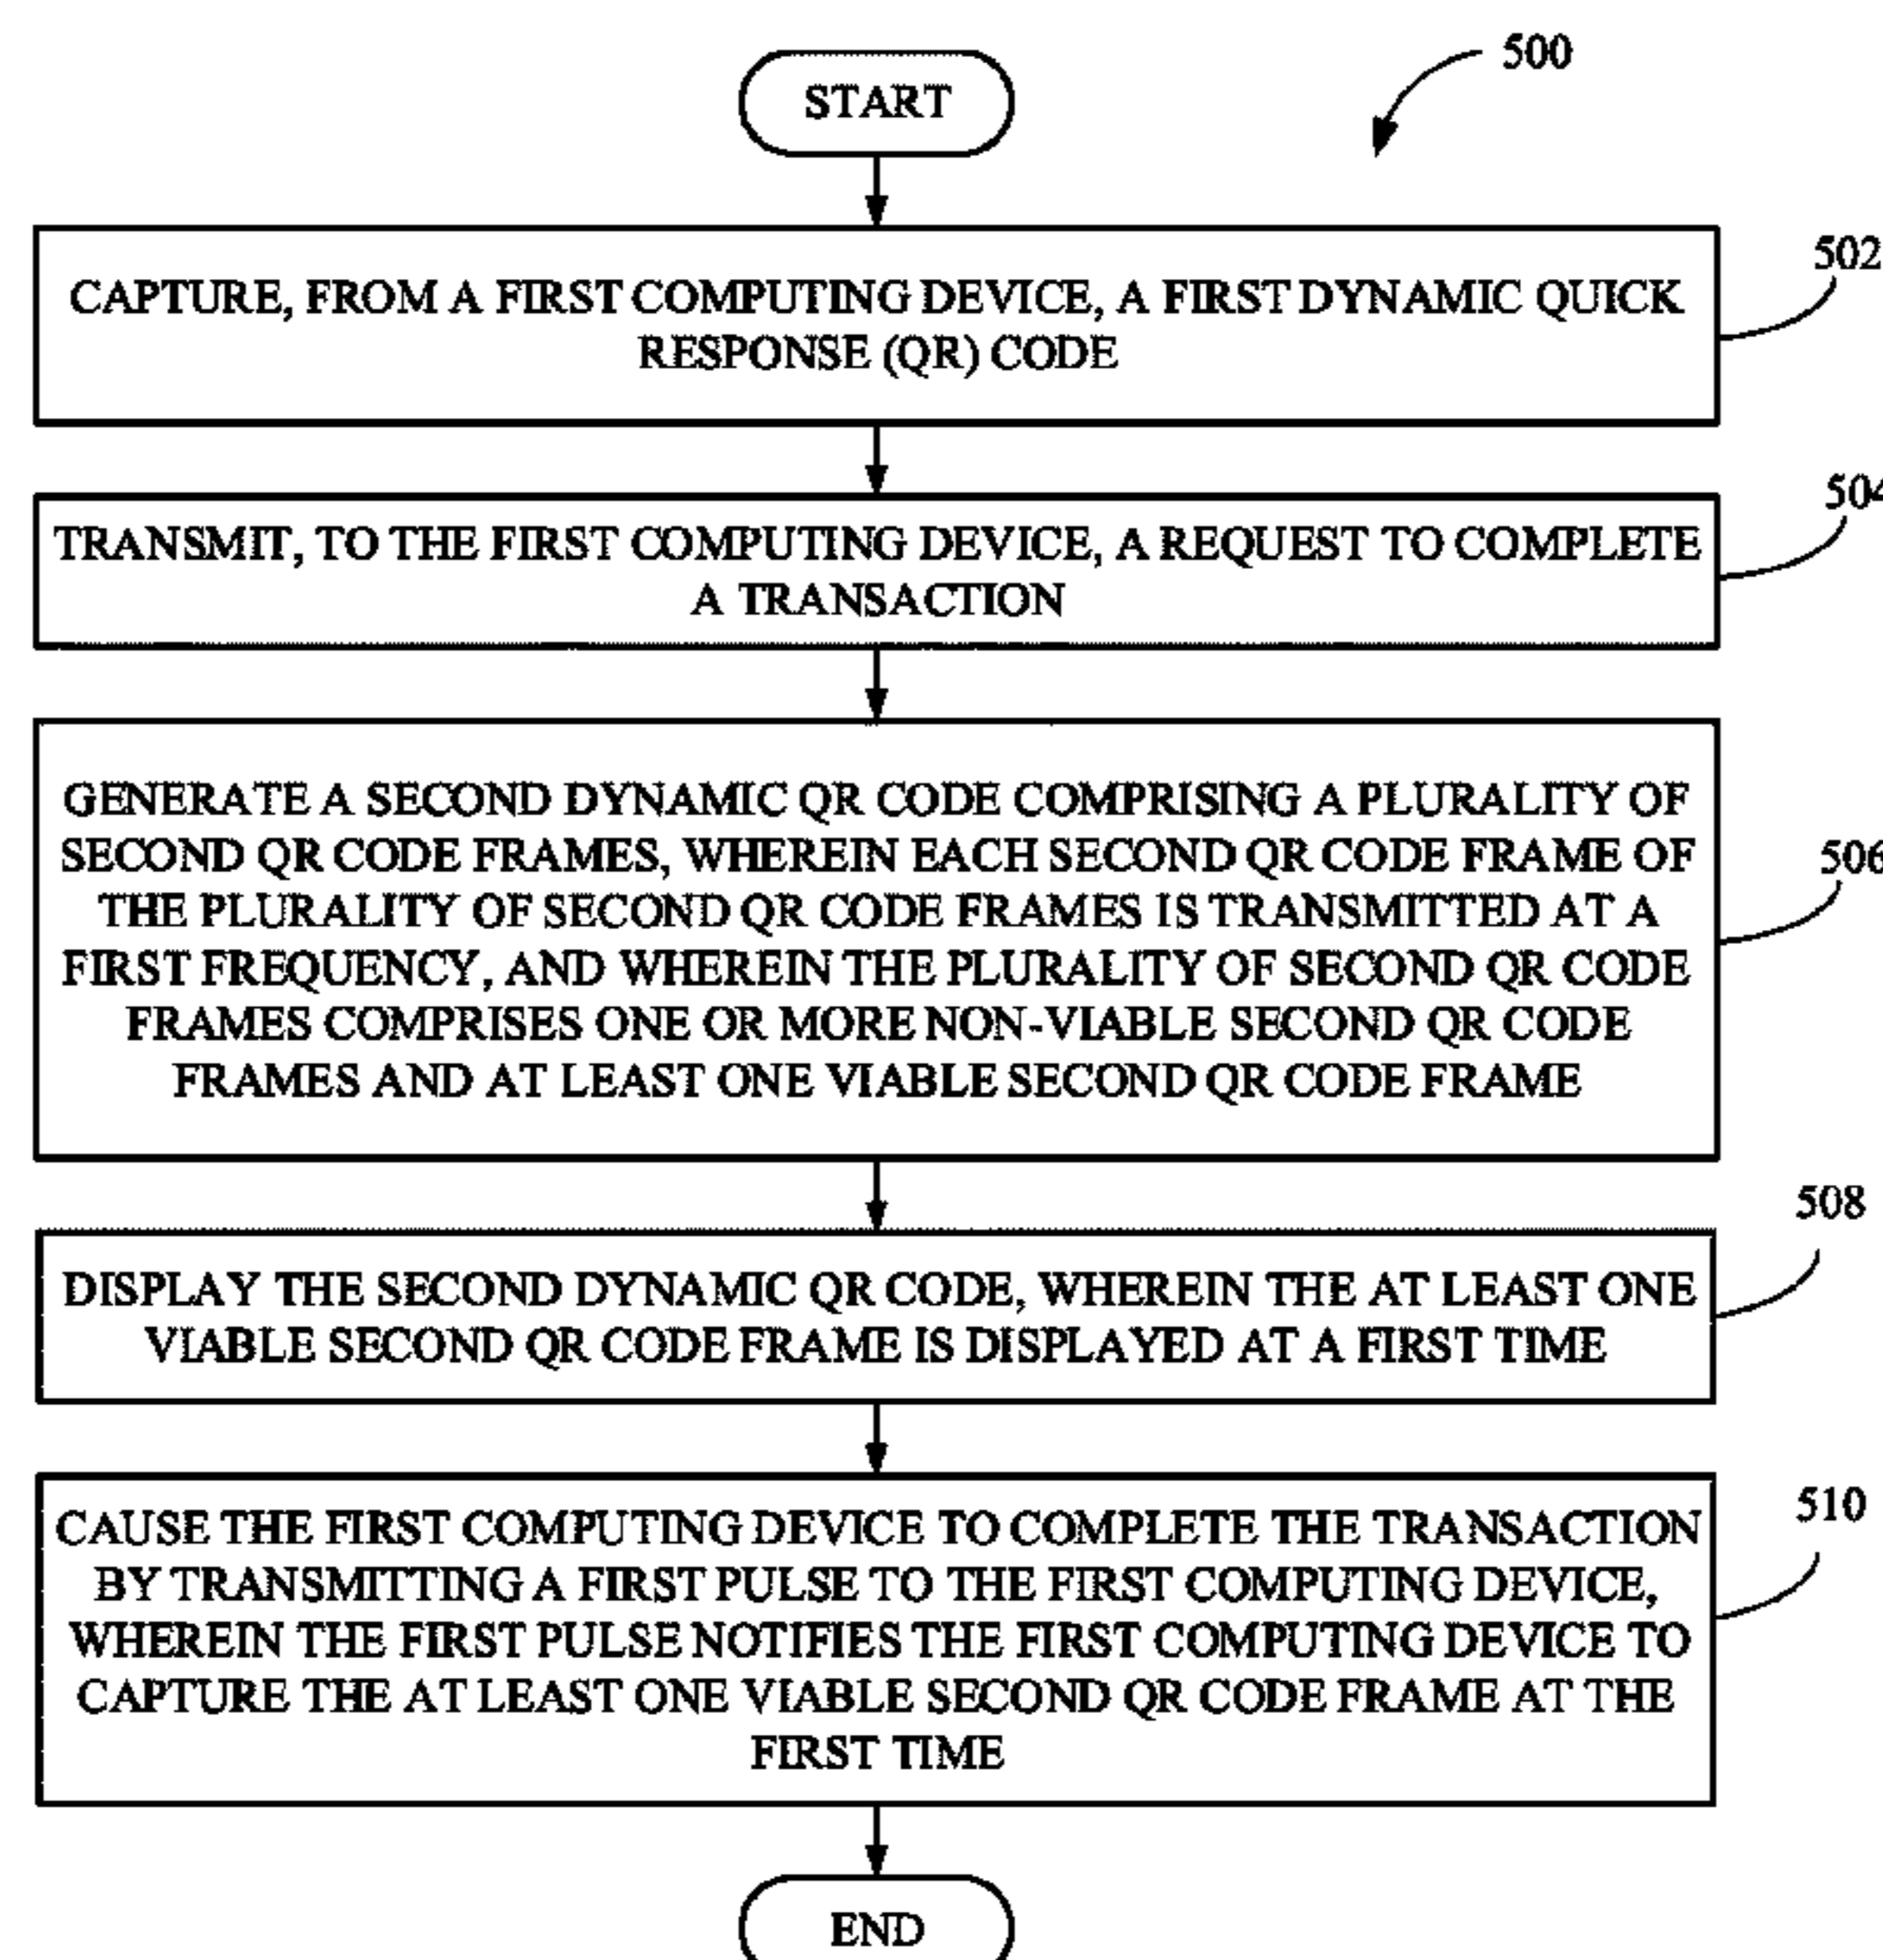 500
START
502
CAPTURE, FROM A FIRST COMPUTING DEVICE, A FIRST DYNAMIC QUICK
RESPONSE (QR) CODE
504
TRANSMIT, TO THE FIRST COMPUTING DEVICE, A REQUEST TO COMPLETE
A TRANSACTION
GENERATE A SECOND DYNAMIC QR CODE COMPRISING A PLURALITY OF
SECOND QR CODE FRAMES, WHEREIN EACH SECOND QR CODE FRAME OF
THE PLURALITY OF SECOND QR CODE FRAMES IS TRANSMITTED AT A
FIRST FREQUENCY, AND WHEREIN THE PLURALITY OF SECOND QR CODE
FRAMES COMPRISES ONE OR MORE NON-VIABLE SECOND QR CODE
FRAMES AND AT LEAST ONE VIABLE SECOND QR CODE FRAME
506
508
DISPLAY THE SECOND DYNAMIC QR CODE, WHEREIN THE AT LEAST ONE
VIABLE SECOND QR CODE FRAME IS DISPLAYED AT A FIRST TIME
510
CAUSE THE FIRST COMPUTING DEVICE TO COMPLETE THE TRANSACTION
BY TRANSMITTING A FIRST PULSE TO THE FIRST COMPUTING DEVICE,
WHEREIN THE FIRST PULSE NOTIFIES THE FIRST COMPUTING DEVICE TO
CAPTURE THE AT LEAST ONE VIABLE SECOND QR CODE FRAME AT THE
FIRST TIME
END